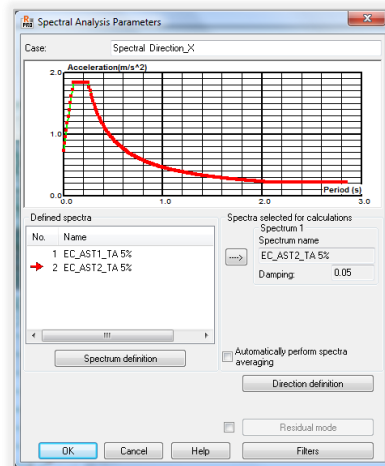 PRO
Spectral Analysis Parameters
Case:
Spectral Direction_X
Acceleration(m/s^2)
2.0
1.0
0.0
0.0 1.0 2.0 3.0
Period (s)
Defined spectra
No. Name
1 EC_AST1_TA 5%
2 EC_AST2_TA 5%
Spectrum definition
Spectra selected for calculations
Spectrum 1
Spectrum name
---->
EC_AST2_TA 5%
Damping: 0.05
Automatically perform spectra
averaging
Direction definition
Residual mode
OK Cancel Help Filters